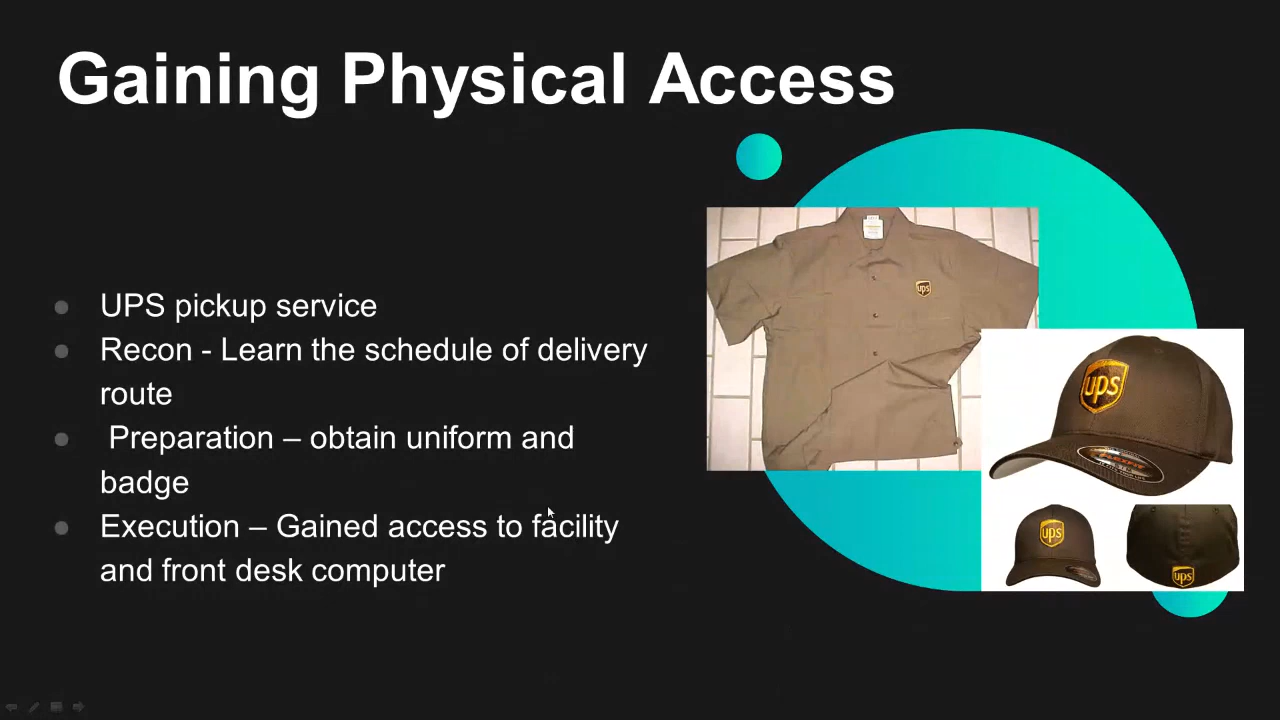 Gaining Physical Access
UPS pickup service
Recon - Learn the schedule of delivery
route
Preparation – obtain uniform and
badge
Execution – Gained access to facility
and front desk computer
ups
ups
ups
ups